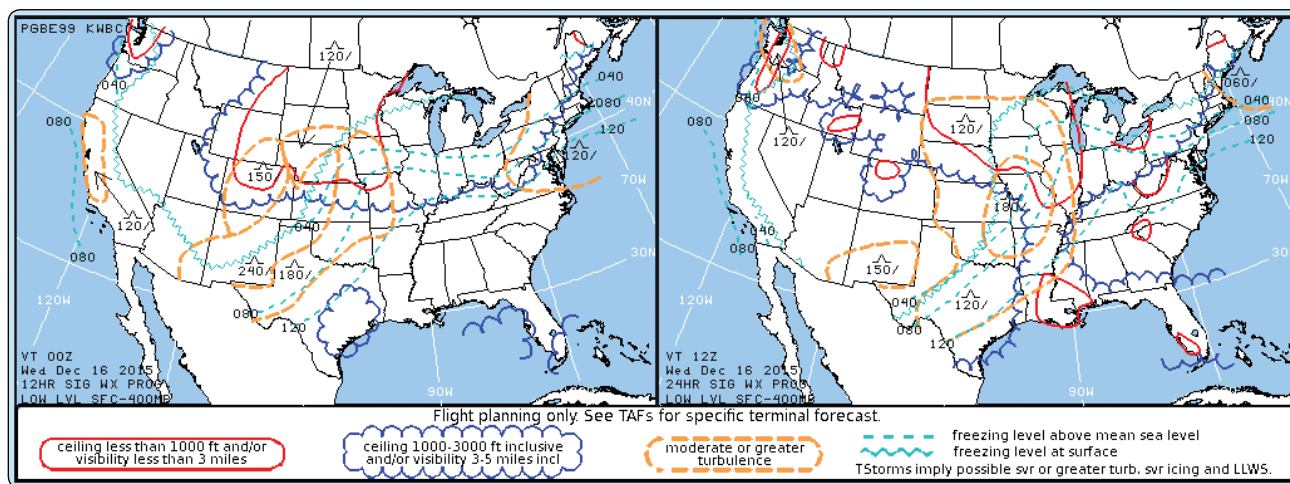 PGBE99 KWBC
120/
040
080
150
120/
080
120W
040
240/
180/
080
120
90W
040
080
40N
120
120/
70W
30N
VT 00Z
Wed Dec 16 2015
12HR SIG WX PROG
LOW LVL SFC-400MB
040
080
120/
120/
180/
040
080
120W
150/
040
080
120
120/
90W
060/
040
40N
080
120
70W
30N
VT 12Z
Wed Dec 16 2015
24HR SIG WX PROG
LOW LVL SFC-400MB
Flight planning only. See TAFs for specific terminal forecast.
ceiling less than 1000 ft and/or
visibility less than 3 miles
ceiling 1000-3000 ft inclusive
and/or visibility 3-5 miles incl
moderate or greater
turbulence
freezing level above mean sea level
freezing level at surface
TStorms imply possible svr or greater turb. svr icing and LLWS.